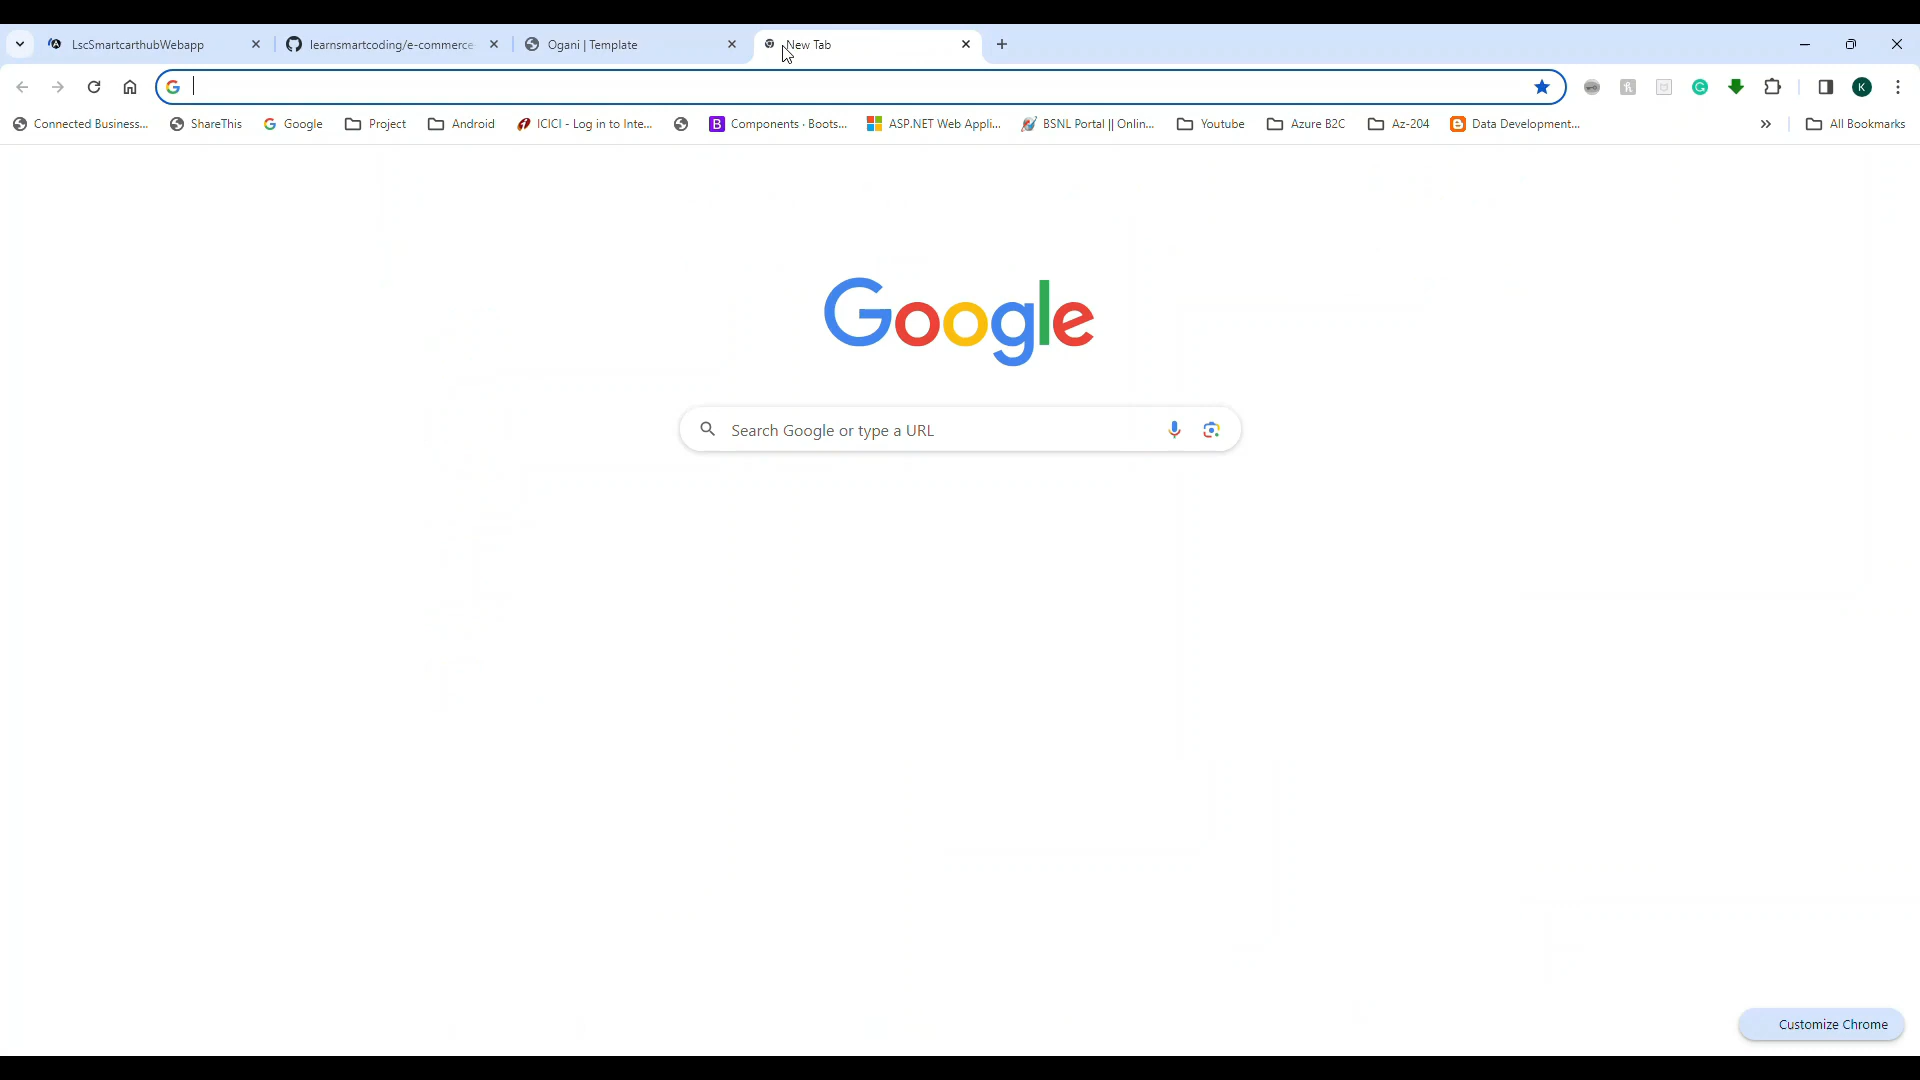 LscSmartcarthubWebapp
learnsmartcoding/e-commerce
Ogani | Template
New Tab
Connected Business...
ShareThis
Google
Project
Android
ICICI - Log in to Inte...
Components · Boots...
ASP.NET Web Appli...
BSNL Portal || Onlin...
Youtube
Azure B2C
Az-204
Data Development...
All Bookmarks
Google
Search Google or type a URL
Customize Chrome